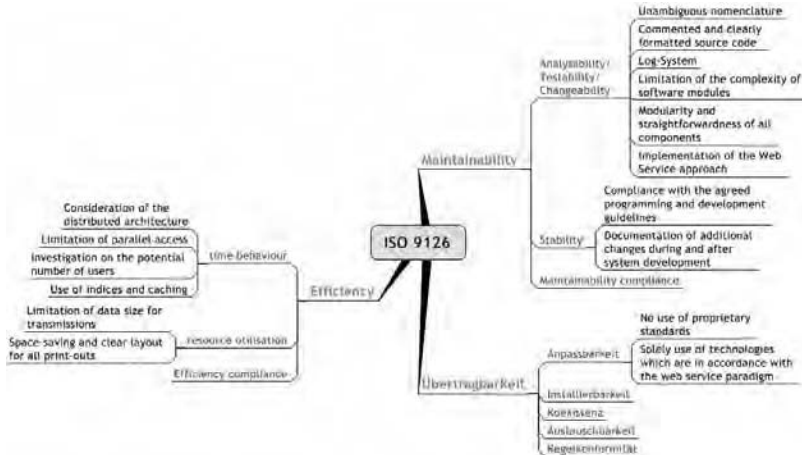 ISO 9126
Maintainability
Analysability/
Testability/
Changeability
Unambiguous nomenclature
Commented and clearly
formatted source code
Log-System
Limitation of the complexity of
software modules
Modularity and
straightforwardness of all
components
Implementation of the Web
Service approach
Stability
Compliance with the agreed
programming and development
guidelines
Documentation of additional
changes during and after
system development
Maintainability compliance
Efficiency
time behaviour
Consideration of the
distributed architecture
Limitation of parallel access
Investigation on the potential
number of users
Use of indices and caching
resource utilisation
Limitation of data size for
transmissions
Space-saving and clear layout
for all print-outs
Efficiency compliance
Übertragbarkeit
Anpassbarkeit
No use of proprietary
standards
Solely use of technologies
which are in accordance with
the web service paradigm
Installierbarkeit
Koexistenz
Austauschbarkeit
Regelkonformität